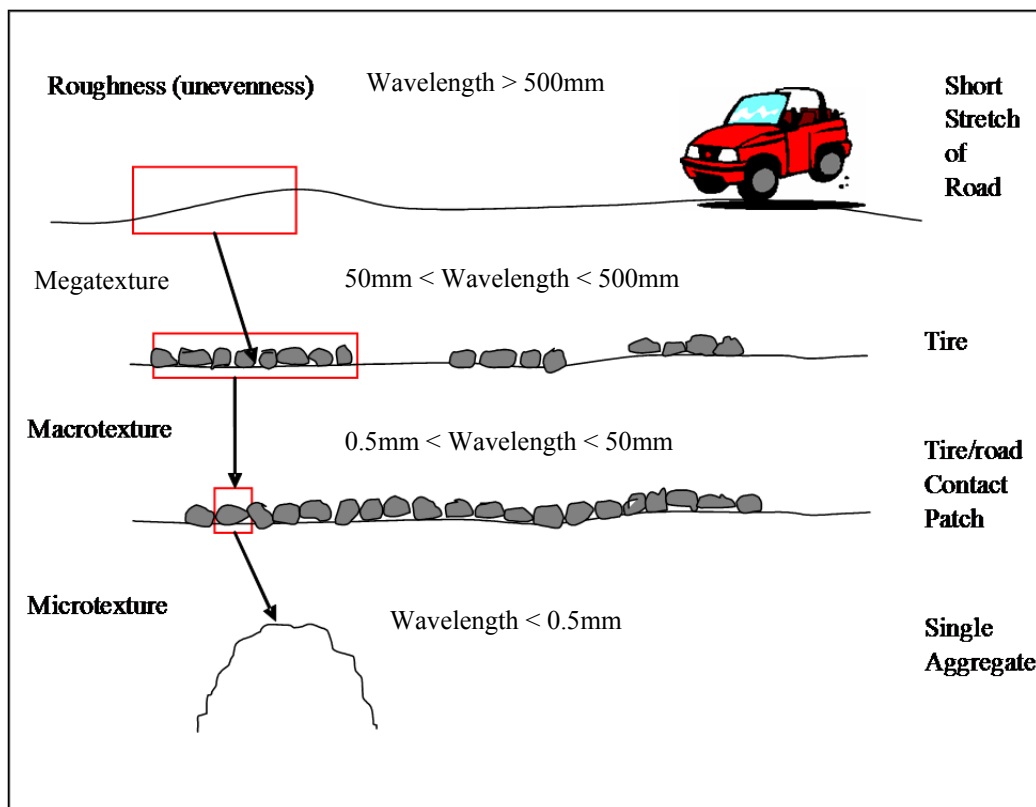 Roughness (unevenness)
Wavelength > 500mm
Short
Stretch
of
Road
Megatexture
50mm < Wavelength < 500mm
Tire
Macrotexture
0.5mm < Wavelength < 50mm
Tire/road
Contact
Patch
Microtexture
Wavelength < 0.5mm
Single
Aggregate